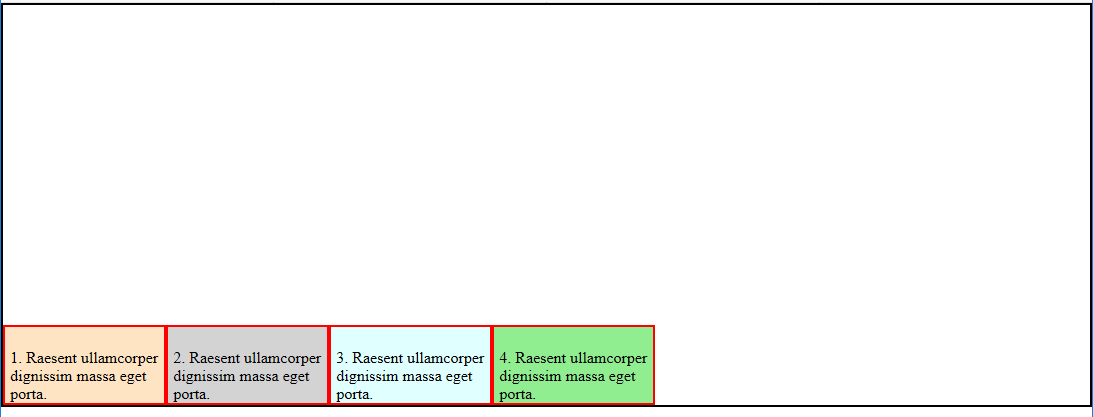 1. Raesent ullamcorper
dignissim massa eget
porta.
2. Raesent ullamcorper
dignissim massa eget
porta.
3. Raesent ullamcorper
dignissim massa eget
porta.
4. Raesent ullamcorper
dignissim massa eget
porta.